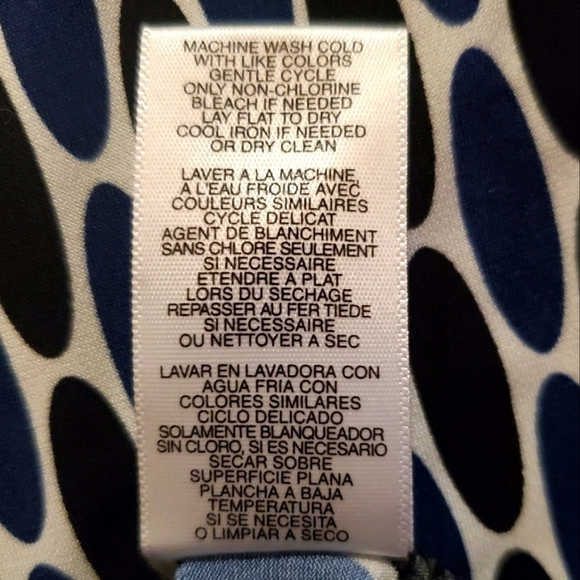 MACHINE WASH COLD
WITH LIKE COLORS
GENTLE CYCLE
ONLY NON-CHLORINE
BLEACH IF NEEDED
LAY FLAT TO DRY
COOL IRON IF NEEDED
OR DRY CLEAN
LAVER A LA MACHINE,
A L'EAU FROIDE AVEC
COULEURS SIMILAIRES
CYCLE DELICAT
AGENT DE BLANCHIMENT
SANS CHLORE SEULEMENT
SI NECESSAIRE
ETENDRE A PLAT
LORS DU SECHAGE
REPASSER AU FER TIEDE
SI NECESSAIRE
OU NETTOYER A SEC
LAVAR EN LAVADORA CON
AGUA FRIA CON
COLORES SIMILARES
CICLO DELICADO
SOLAMENTE BLANQUEADOR
SIN CLORO, SI ES NECESARIO
SECAR SOBRE
SUPERFICIE PLANA
PLANCHA A BAJA
TEMPERATURA
SI SE NECESITA
O LIMPIAR A SECO